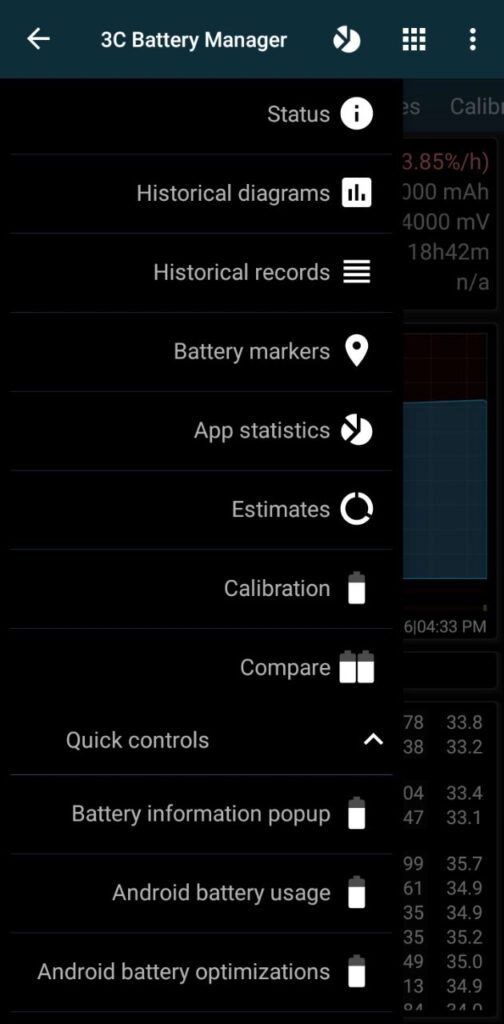 3C Battery Manager
Status
Historical diagrams
Historical records
Battery markers
App statistics
Estimates
Calibration
Compare
Quick controls
Battery information popup
Android battery usage
Android battery optimizations
3.85%/h)
000 mAh
4000 mV
18h42m
n/a
6|04:33 PM
78 33.8
38 33.2
04 33.4
47 33.1
99 35.7
61 34.9
35 34.9
35 35.2
49 35.0
13 34.9